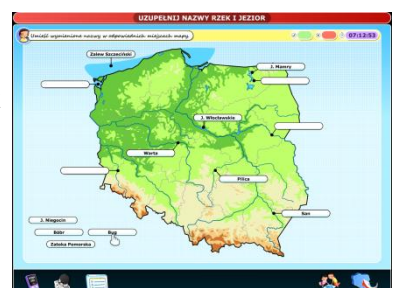 UZUPEŁNIJ NAZWY RZEK I JEZIOR
Umieść wymienione nazwy w odpowiednich miejscach mapy.
07:12:53
Zalew Szczeciński
J. Mamry
J. Włocławskie
Warta
Pilica
San
J. Niegocin
Bóbr
Bug
Zatoka Pomorska